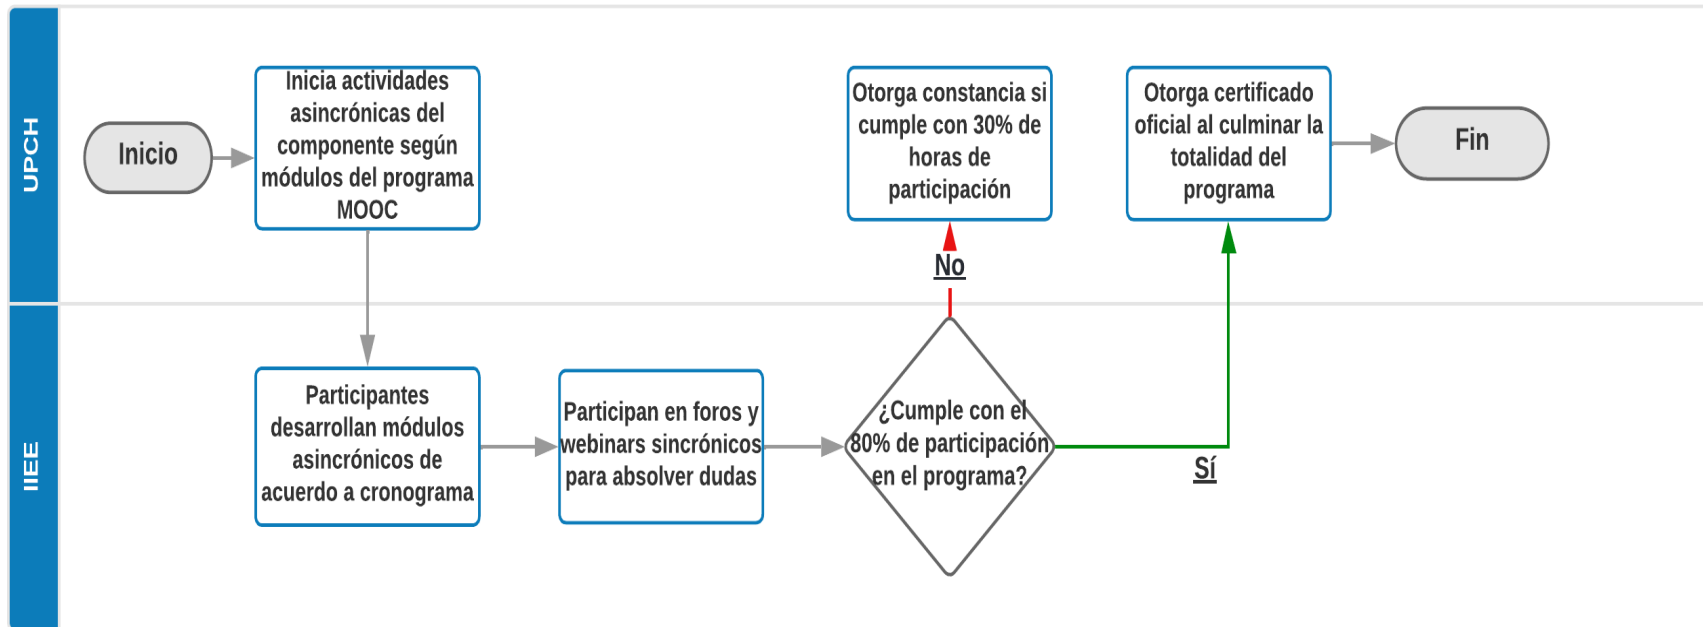 UPCH
Inicio
Inicia actividades
asincrónicas del
componente según
módulos del programa
MOOC
Otorga constancia si
cumple con 30% de
horas de
participación
Otorga certificado
oficial al culminar la
totalidad del
programa
Fin
No
IIEE
Participantes
desarrollan módulos
asincrónicos de
acuerdo a cronograma
Participan en foros y
webinars sincrónicos
para absolver dudas
¿Cumple con el
80% de participación
en el programa?
Sí